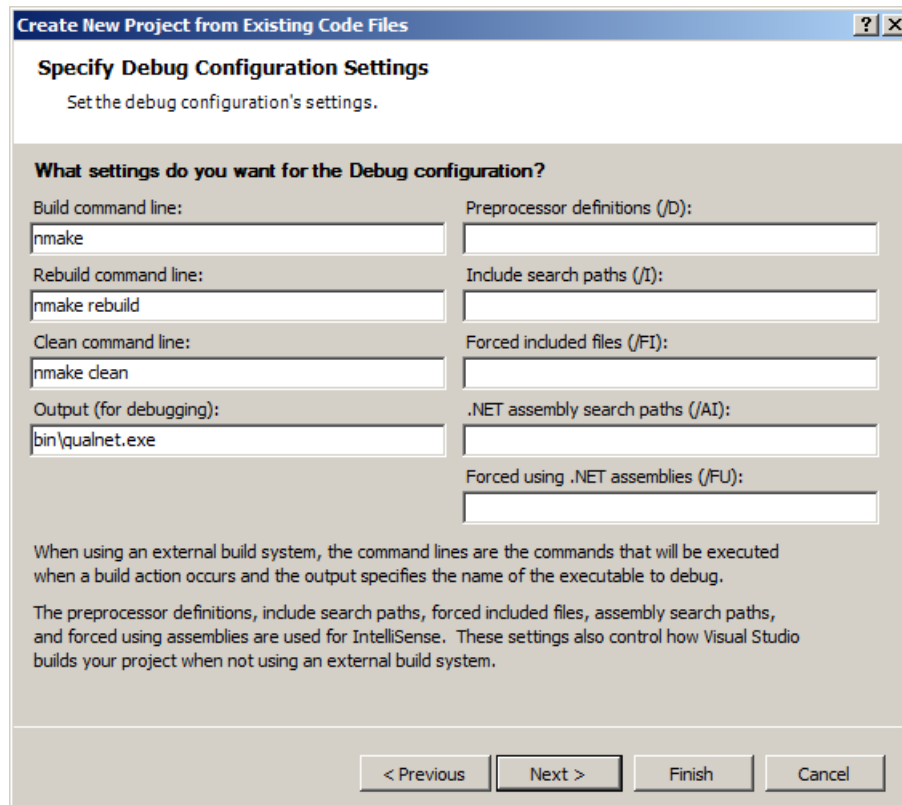 Create New Project from Existing Code Files
Specify Debug Configuration Settings
Set the debug configuration's settings.
What settings do you want for the Debug configuration?
Build command line:
nmake
Rebuild command line:
nmake rebuild
Clean command line:
nmake clean
Output (for debugging):
bin\qualnet.exe
Preprocessor definitions (/D):
Include search paths (/I):
Forced included files (/FI):
.NET assembly search paths (/AI):
Forced using .NET assemblies (/FU):
When using an external build system, the command lines are the commands that will be executed
when a build action occurs and the output specifies the name of the executable to debug.
The preprocessor definitions, include search paths, forced included files, assembly search paths,
and forced using assemblies are used for IntelliSense. These settings also control how Visual Studio
builds your project when not using an external build system.
< Previous
Next >
Finish
Cancel